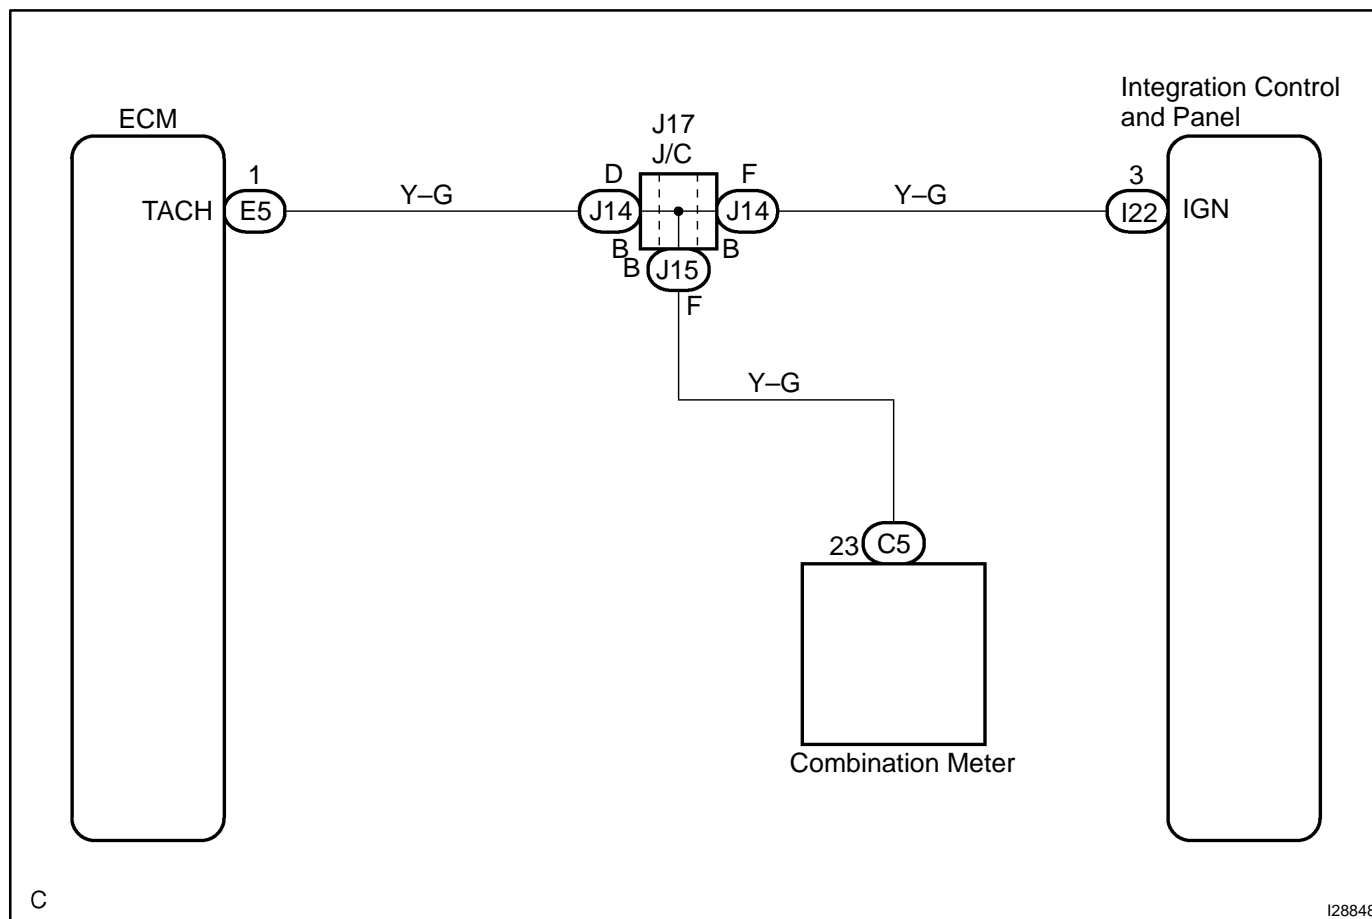 Integration Control
and Panel
ECM
J17
J/C
1
D
F
3
TACH
E5
Y–G
J14
J14
Y–G
I22
IGN
B
B
B
J15
F
Y–G
23
C5
Combination Meter
C
I28848